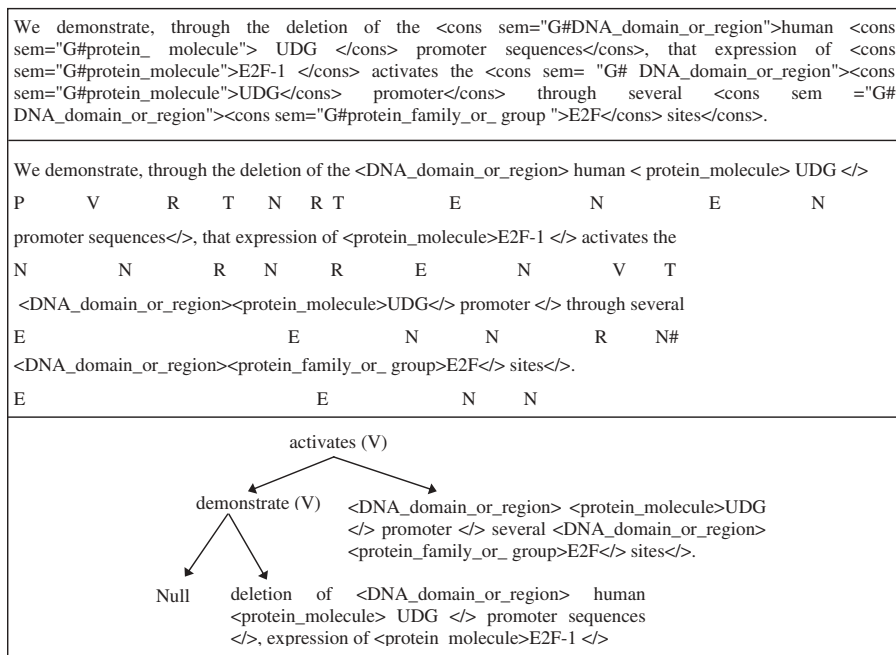 We demonstrate, through the deletion of the <cons sem="G#DNA_domain_or_region">human <cons
sem="G#protein_ molecule"> UDG </cons> promoter sequences</cons>, that expression of <cons
sem="G#protein_molecule">E2F-1 </cons> activates the <cons sem= "G# DNA_domain_or_region"><cons
sem="G#protein_molecule">UDG</cons> promoter</cons> through several <cons sem ="G#
DNA_domain_or_region"><cons sem="G#protein_family_or_ group ">E2F</cons> sites</cons>.
We demonstrate, through the deletion of the <DNA_domain_or_region> human < protein_molecule> UDG </>
P V R T N R T E N E N
promoter sequences</>, that expression of <protein_molecule>E2F-1 </> activates the
N N R N R E N V T
<DNA_domain_or_region><protein_molecule>UDG</> promoter </> through several
E E N N R N#
<DNA_domain_or_region><protein_family_or_ group>E2F</> sites</>.
E E N N
activates (V)
demonstrate (V)
<DNA_domain_or_region> <protein_molecule>UDG
</> promoter </> several <DNA_domain_or_region>
<protein_family_or_ group>E2F</> sites</>.
Null
deletion of <DNA_domain_or_region> human
<protein_molecule> UDG </> promoter sequences
</>, expression of <protein molecule>E2F-1 </>